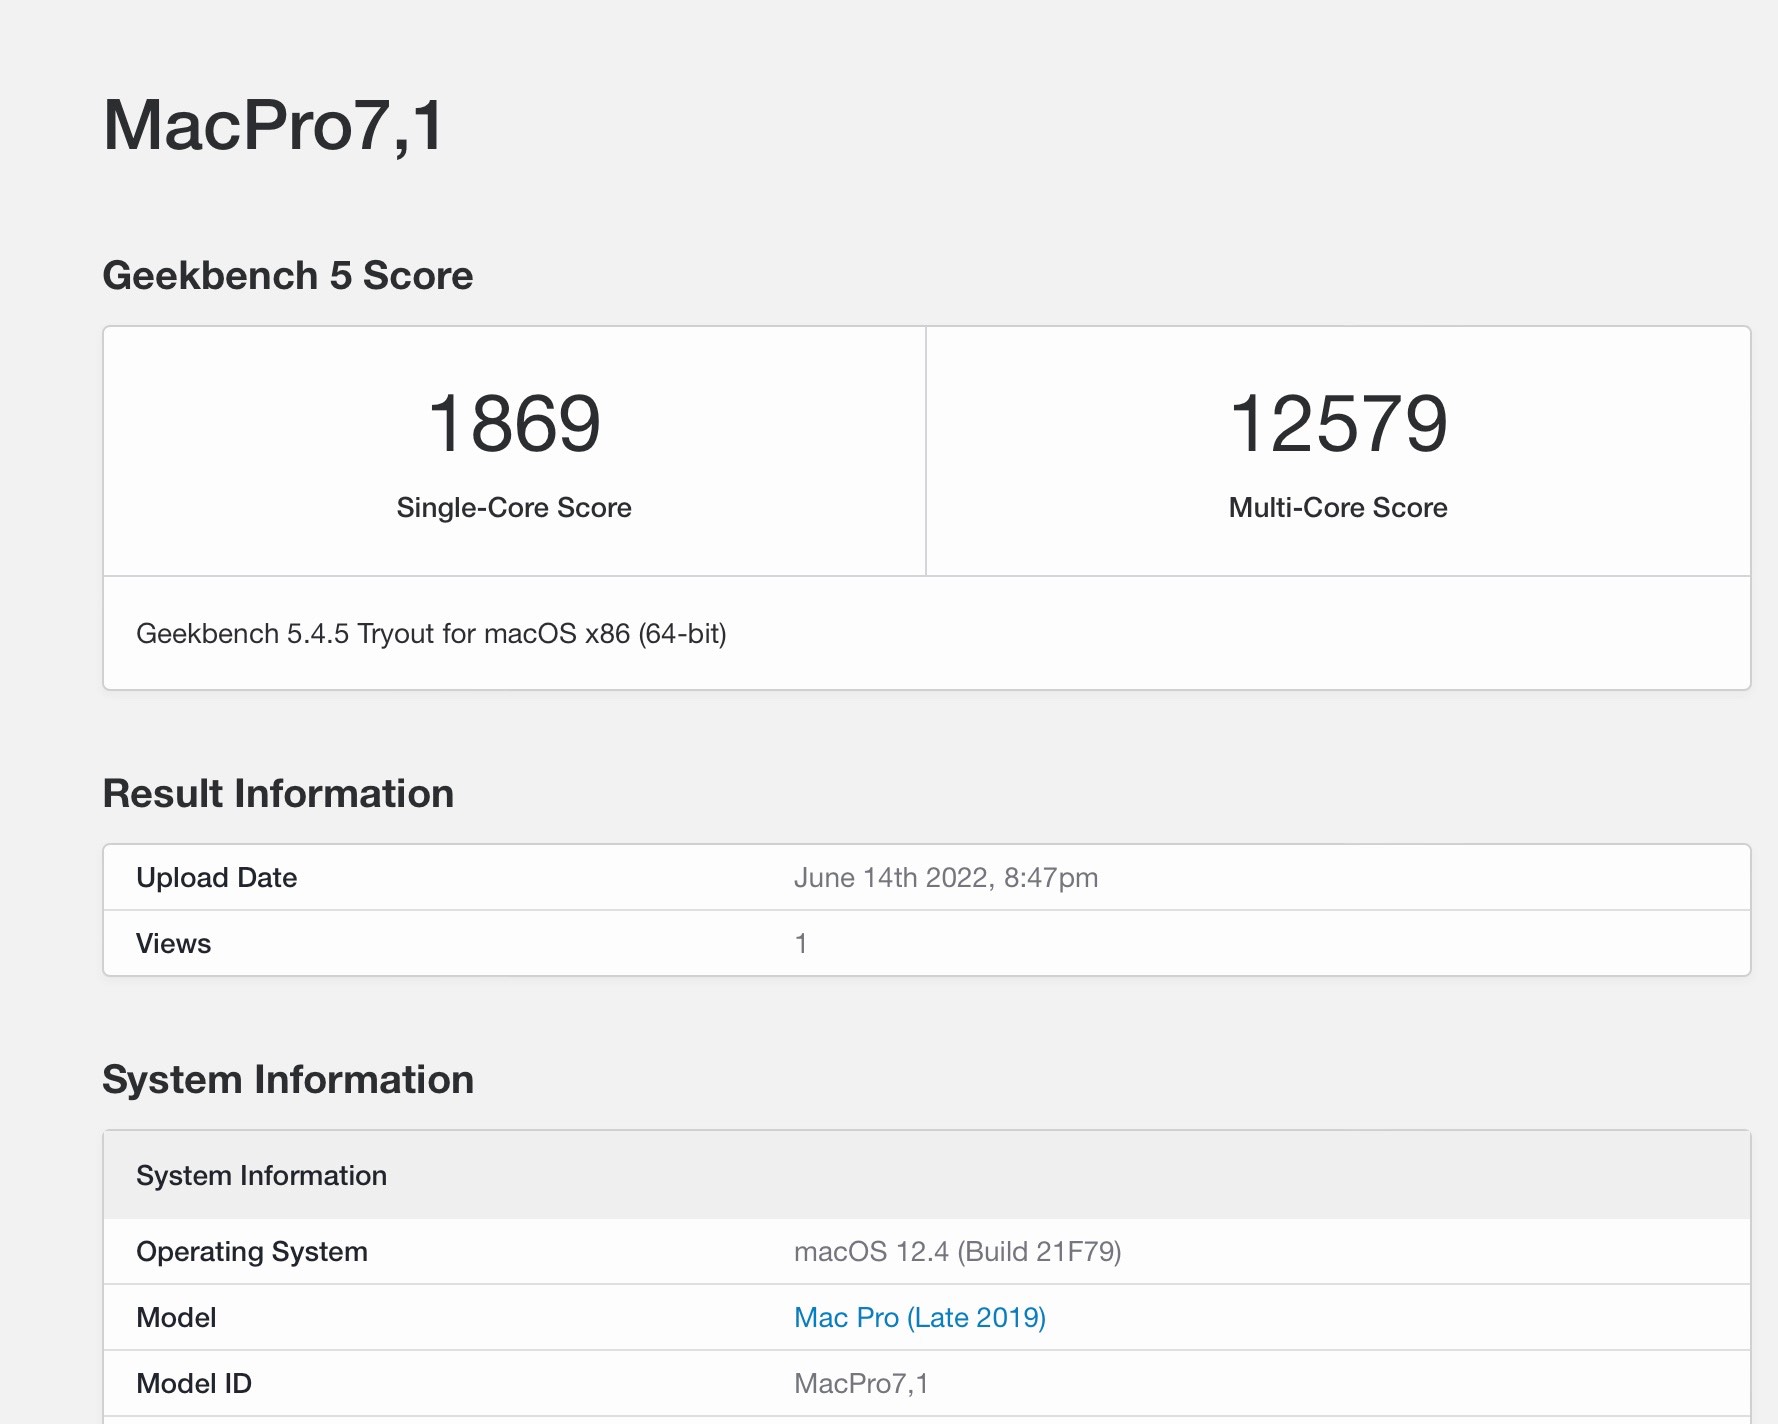 MacPro7,1
Geekbench 5 Score
1869
Single-Core Score
12579
Multi-Core Score
Geekbench 5.4.5 Tryout for macOS x86 (64-bit)
Result Information
Upload Date June 14th 2022, 8:47pm
Views 1
System Information
System Information
Operating System macOS 12.4 (Build 21F79)
Model Mac Pro (Late 2019)
Model ID MacPro7,1